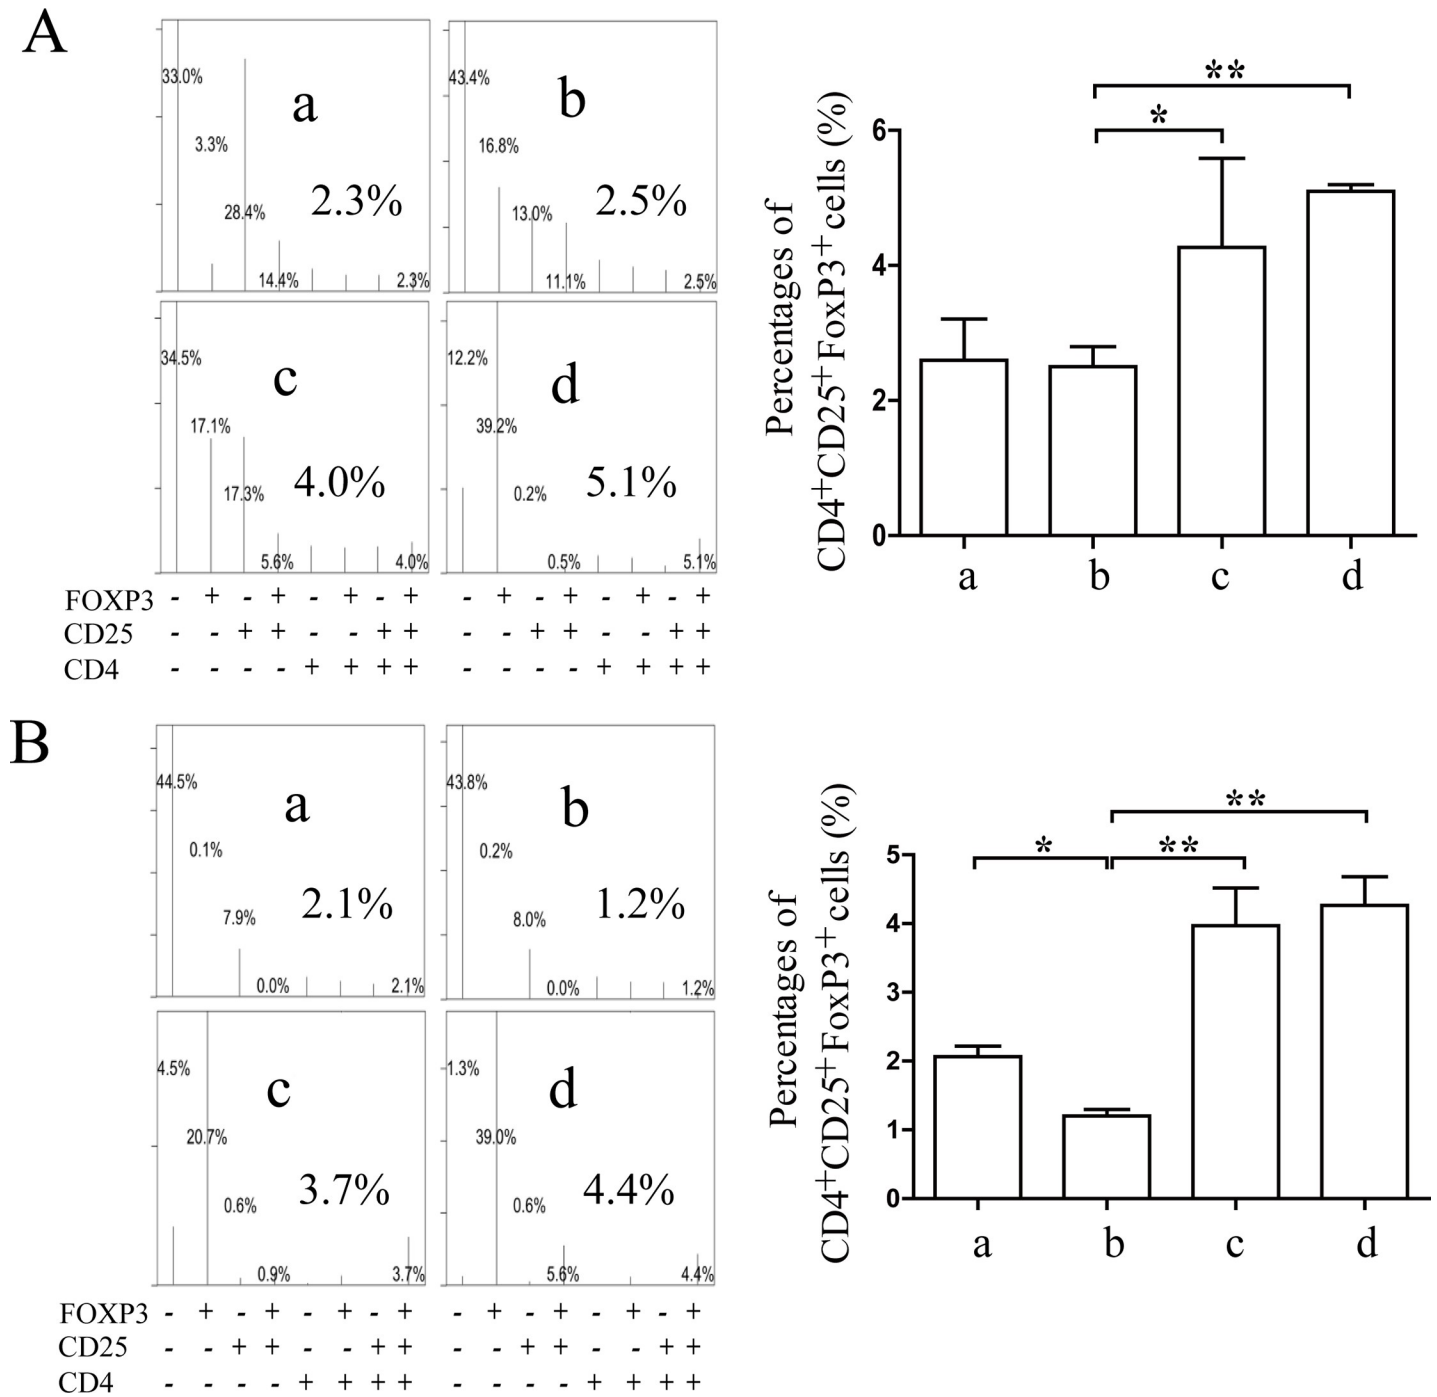 A
33.0%
3.3%
a
28.4%
2.3%
14.4%
2.3%
43.4%
b
16.8%
13.0%
2.5%
11.1%
2.5%
34.5%
c
17.1%
17.3%
4.0%
5.6%
4.0%
12.2%
d
39.2%
0.2%
5.1%
0.5%
5.1%
FOXP3 - + - + - + - + - + - + - + - +
CD25 - - + + - - + + - - + + - - + +
CD4 - - - - + + + + - - - - + + + +
Percentages of
CD4+CD25+FoxP3+cells (%)
**
*
6
4
2
0
a b c d
B
44.5%
a
0.1%
7.9%
2.1%
0.0%
2.1%
43.8%
b
0.2%
8.0%
1.2%
0.0%
1.2%
4.5%
c
20.7%
0.6%
3.7%
0.9%
3.7%
1.3%
d
39.0%
0.6%
4.4%
5.6%
4.4%
FOXP3 - + - + - + - + - + - + - + - +
CD25 - - + + - - + + - - + + - - + +
CD4 - - - - + + + + - - - - + + + +
Percentages of
CD4+CD25+FoxP3+cells (%)
**
* **
5
4
3
2
1
0
a b c d